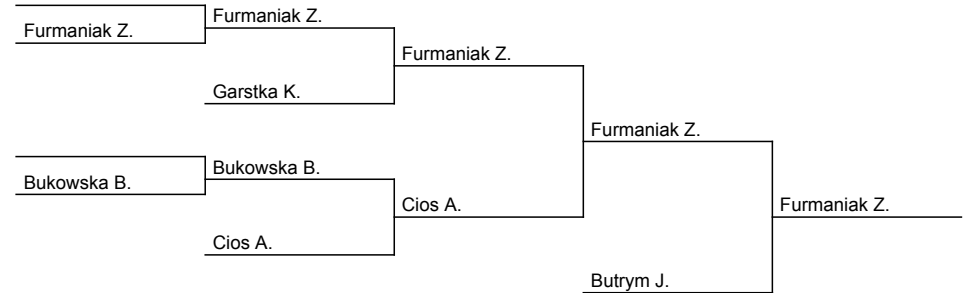 Furmaniak Z.
Furmaniak Z.
Furmaniak Z.
Garstka K.
Furmaniak Z.
Bukowska B.
Bukowska B.
Cios A.
Furmaniak Z.
Cios A.
Butrym J.